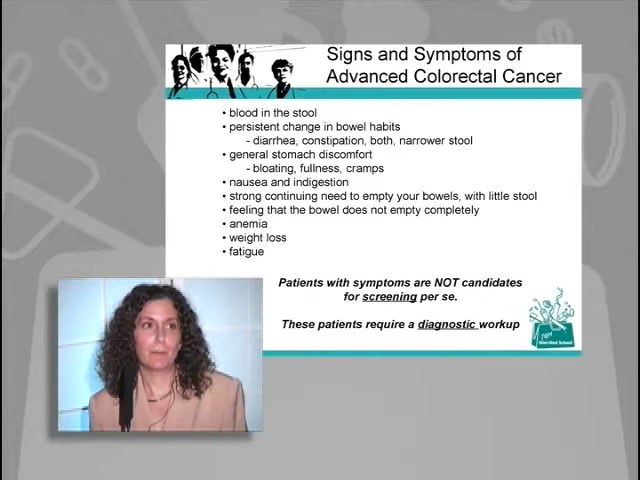 Signs and Symptoms of
Advanced Colorectal Cancer
• blood in the stool
• persistent change in bowel habits
- diarrhea, constipation, both, narrower stool
• general stomach discomfort
- bloating, fullness, cramps
• nausea and indigestion
• strong continuing need to empty your bowels, with little stool
• feeling that the bowel does not empty completely
• anemia
• weight loss
• fatigue
Patients with symptoms are NOT candidates
for screening per se.
These patients require a diagnostic workup
Mini-Med School